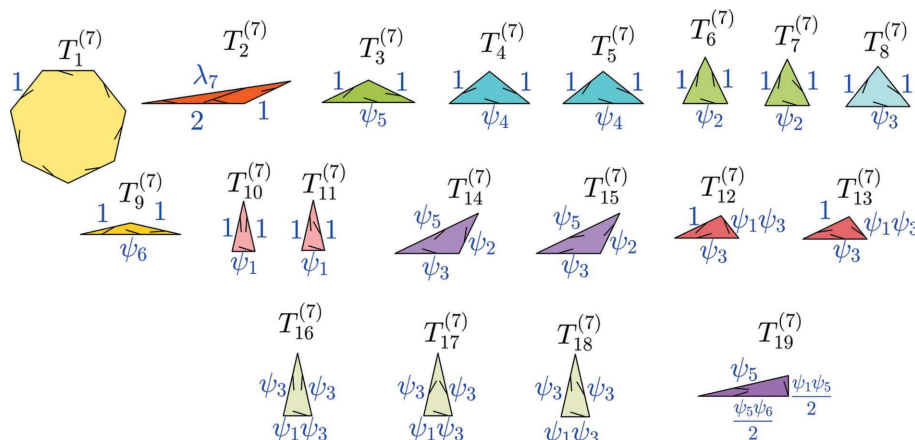 T_1^{(7)} T_2^{(7)} T_3^{(7)} T_4^{(7)} T_5^{(7)} T_6^{(7)} T_7^{(7)} T_8^{(7)}
1 λ_7 1 1 1 1 1 1 1 1 1 1 1 1
2 1 ψ_5 ψ_4 ψ_4 ψ_2 ψ_2 ψ_3
T_9^{(7)} T_{10}^{(7)} T_{11}^{(7)} T_{14}^{(7)} T_{15}^{(7)} T_{12}^{(7)} T_{13}^{(7)}
1 1 1 1 1 1 ψ_5 ψ_2 ψ_5 ψ_2 1 ψ_1ψ_3 1 ψ_1ψ_3
ψ_6 ψ_1 ψ_1 ψ_3 ψ_3 ψ_3 ψ_3
T_{16}^{(7)} T_{17}^{(7)} T_{18}^{(7)} T_{19}^{(7)}
ψ_3 ψ_3 ψ_3 ψ_3 ψ_3 ψ_3 ψ_5 \frac{ψ_1ψ_5}{2}
ψ_1ψ_3 ψ_1ψ_3 ψ_1ψ_3 \frac{ψ_5ψ_6}{2}